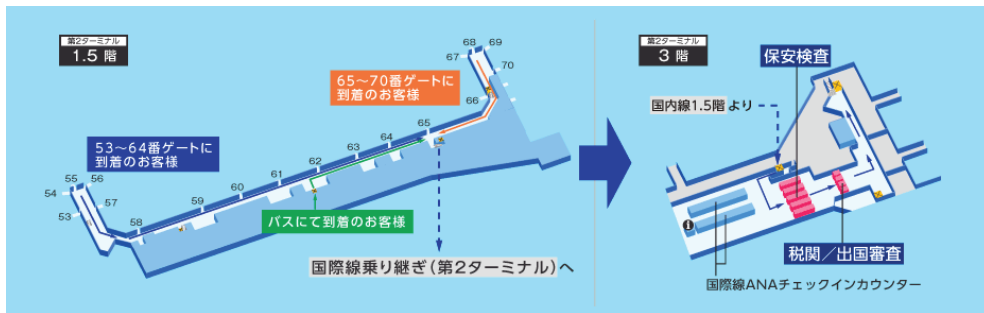 第2ターミナル
1.5 階
65〜70番ゲートに
到着のお客様
53〜64番ゲートに
到着のお客様
バスにて到着のお客様
国際線乗り継ぎ(第2ターミナル)へ
53
54
55
56
57
58
59
60
61
62
63
64
65
66
67
68
69
70
第2ターミナル
3 階
保安検査
国内線1.5階 より
税関／出国審査
国際線ANAチェックインカウンター
i